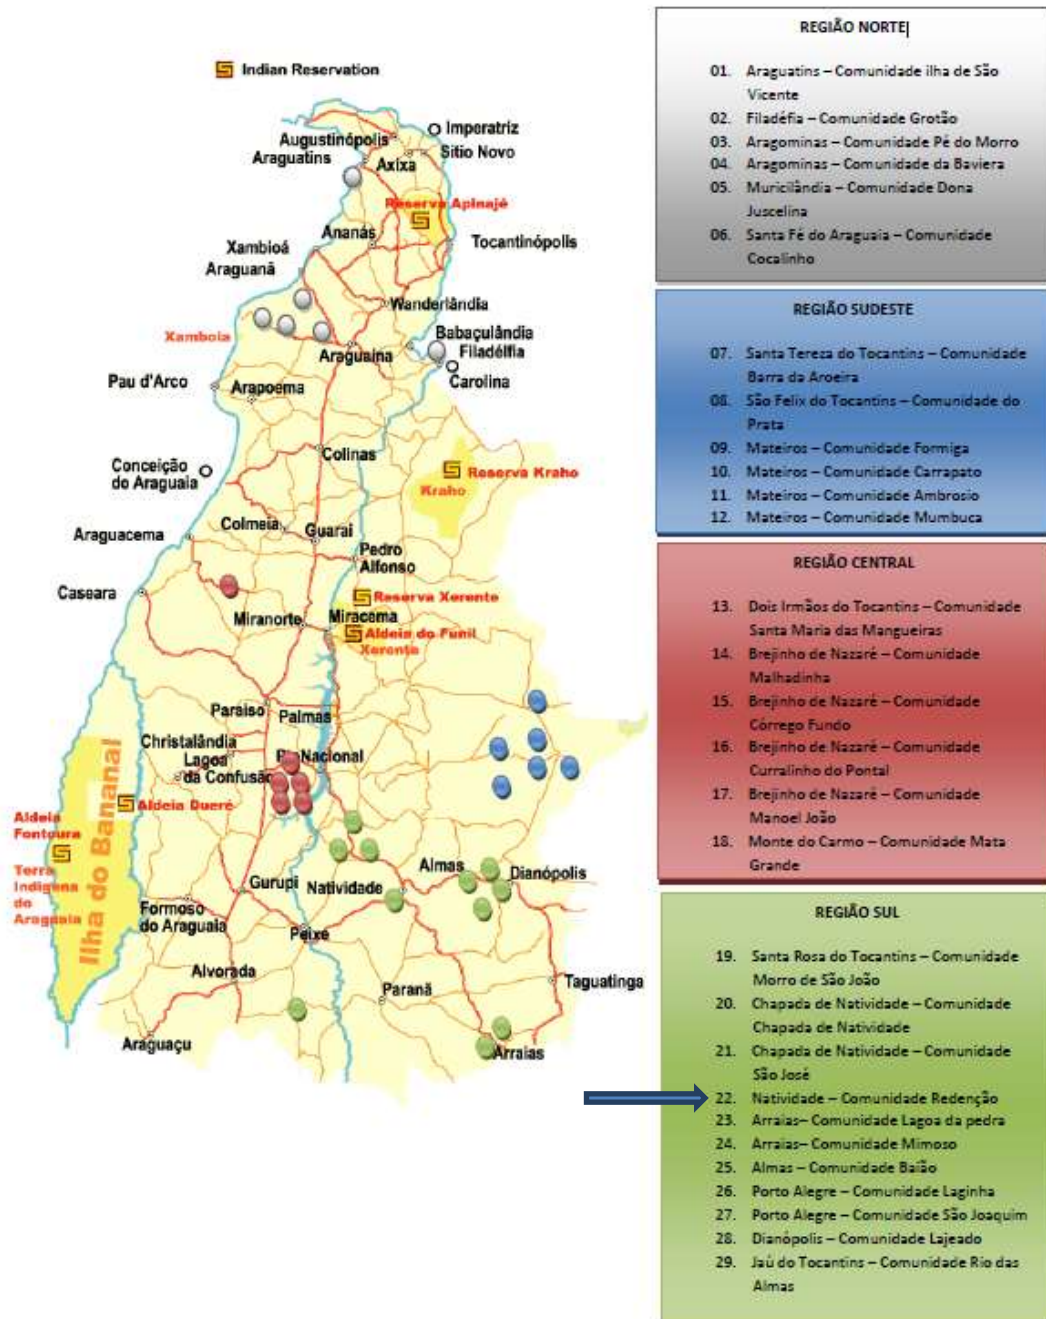 Indian Reservation
Imperatriz
Augustinópolis
Sitio Novo
Araguatins
Axixa
Reserva Apinajé
Ananás
Tocantinópolis
Xambioá
Araguanã
Wanderlândia
Xamboia
Babaçulândia
Filadélfia
Araguaina
Carolina
Pau d'Arco
Arapoema
Colinas
Conceição
do Araguaia
Reserva Kraho
Kraho
Colmeia
Guarai
Araguacema
Pedro
Alfonso
Caseara
Reserva Xerente
Miranorte
Miracema
Aldeia do Funil
Xerente
Paraiso
Palmas
Christalândia
Lagoa
da Confusão
Nacional
Ilha do Bananal
Aldeia Dueré
Aldeia
Fontoura
Terra
Indigena
do
Araguaia
Almas
Dianópolis
Gurupi
Natividade
Formoso
do Araguaia
Peixe
Alvorada
Paranã
Taguatinga
Araguaçu
Arraias
REGIÃO NORTE
01. Araguatins – Comunidade ilha de São
Vicente
02. Filadéfia – Comunidade Grotão
03. Aragominas – Comunidade Pé do Morro
04. Aragominas – Comunidade da Baviera
05. Muricilândia – Comunidade Dona
Juscelina
06. Santa Fé do Araguaia – Comunidade
Cocalinho
REGIÃO SUDESTE
07. Santa Tereza do Tocantins – Comunidade
Barra da Aroeira
08. São Felix do Tocantins – Comunidade do
Prata
09. Mateiros – Comunidade Formiga
10. Mateiros – Comunidade Carrapato
11. Mateiros – Comunidade Ambrosio
12. Mateiros – Comunidade Mumbuca
REGIÃO CENTRAL
13. Dois Irmãos do Tocantins – Comunidade
Santa Maria das Mangueiras
14. Brejinho de Nazaré – Comunidade
Malhadinha
15. Brejinho de Nazaré – Comunidade
Córrego Fundo
16. Brejinho de Nazaré – Comunidade
Curralinho do Pontal
17. Brejinho de Nazaré – Comunidade
Manoel João
18. Monte do Carmo – Comunidade Mata
Grande
REGIÃO SUL
19. Santa Rosa do Tocantins – Comunidade
Morro de São João
20. Chapada de Natividade – Comunidade
Chapada de Natividade
21. Chapada de Natividade – Comunidade
São José
22. Natividade – Comunidade Redenção
23. Arraias– Comunidade Lagoa da pedra
24. Arraias– Comunidade Mimoso
25. Almas – Comunidade Baião
26. Porto Alegre – Comunidade Laginha
27. Porto Alegre – Comunidade São Joaquim
28. Dianópolis – Comunidade Lajeado
29. Jaú do Tocantins – Comunidade Rio das
Almas